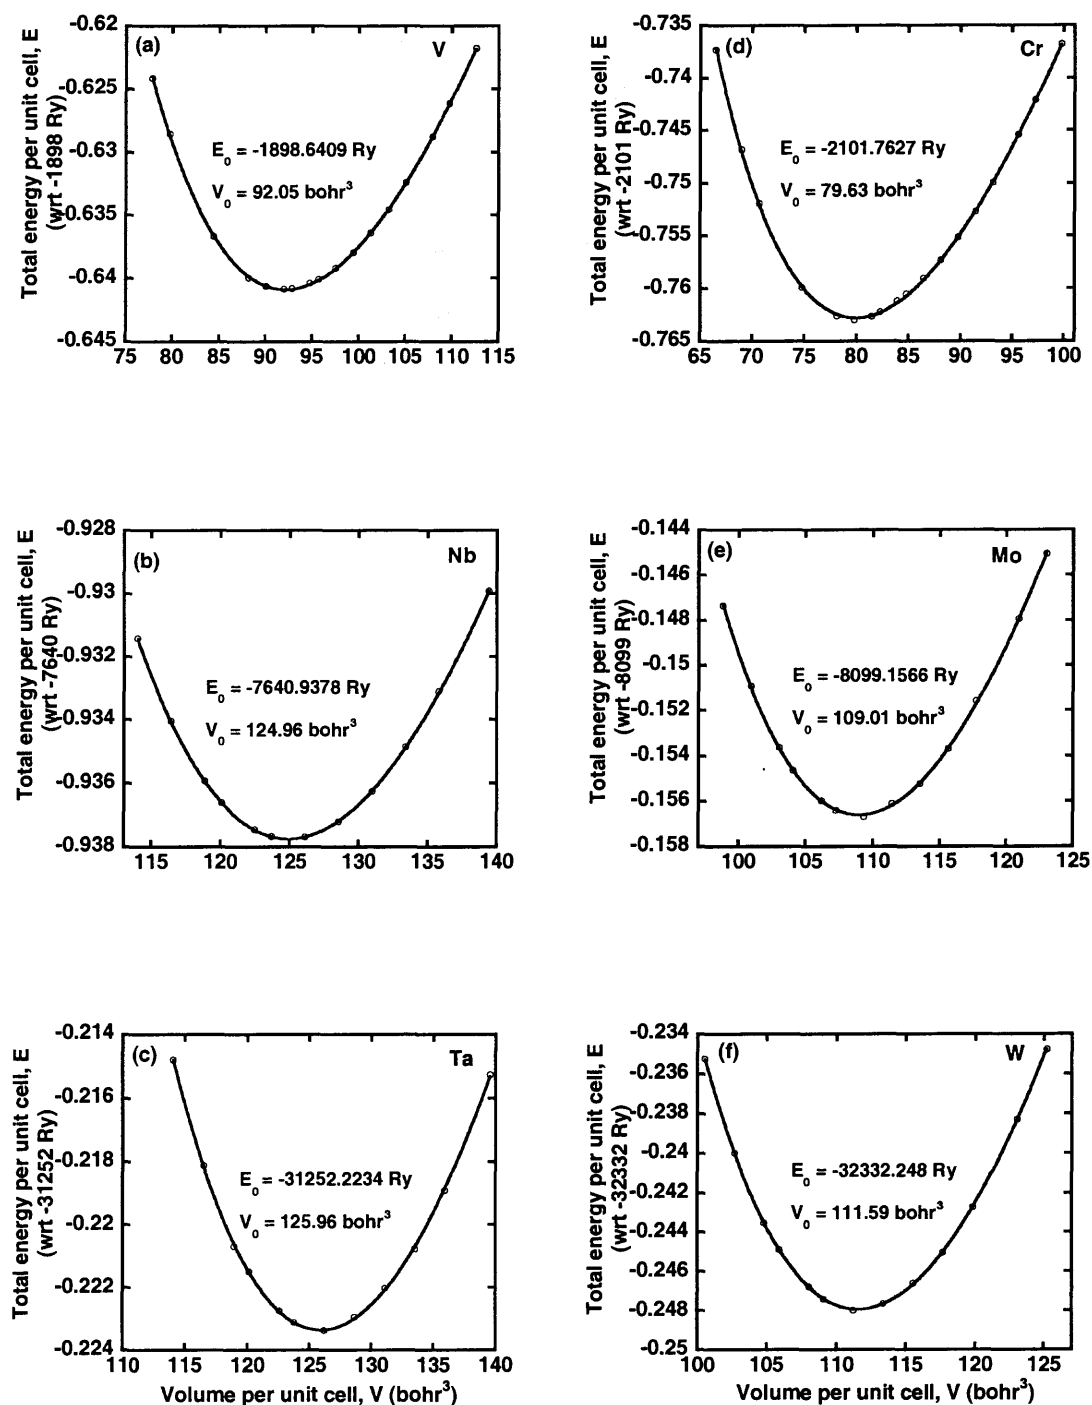 Total energy per unit cell, E
(wrt -1898 Ry)
-0.62
-0.625
-0.63
-0.635
-0.64
-0.645
(a)
V
E0 = -1898.6409 Ry
V0 = 92.05 bohr³
75 80 85 90 95 100 105 110 115
Total energy per unit cell, E
(wrt -2101 Ry)
-0.735
-0.74
-0.745
-0.75
-0.755
-0.76
-0.765
(d)
Cr
E0 = -2101.7627 Ry
V0 = 79.63 bohr³
65 70 75 80 85 90 95 100
Total energy per unit cell, E
(wrt -7640 Ry)
-0.928
-0.93
-0.932
-0.934
-0.936
-0.938
(b)
Nb
E0 = -7640.9378 Ry
V0 = 124.96 bohr³
115 120 125 130 135 140
Total energy per unit cell, E
(wrt -8099 Ry)
-0.144
-0.146
-0.148
-0.15
-0.152
-0.154
-0.156
-0.158
(e)
Mo
E0 = -8099.1566 Ry
V0 = 109.01 bohr³
100 105 110 115 120 125
Total energy per unit cell, E
(wrt -31252 Ry)
-0.214
-0.216
-0.218
-0.22
-0.222
-0.224
(c)
Ta
E0 = -31252.2234 Ry
V0 = 125.96 bohr³
110 115 120 125 130 135 140
Volume per unit cell, V (bohr³)
Total energy per unit cell, E
(wrt -32332 Ry)
-0.234
-0.236
-0.238
-0.24
-0.242
-0.244
-0.246
-0.248
-0.25
(f)
W
E0 = -32332.248 Ry
V0 = 111.59 bohr³
100 105 110 115 120 125
Volume per unit cell, V (bohr³)